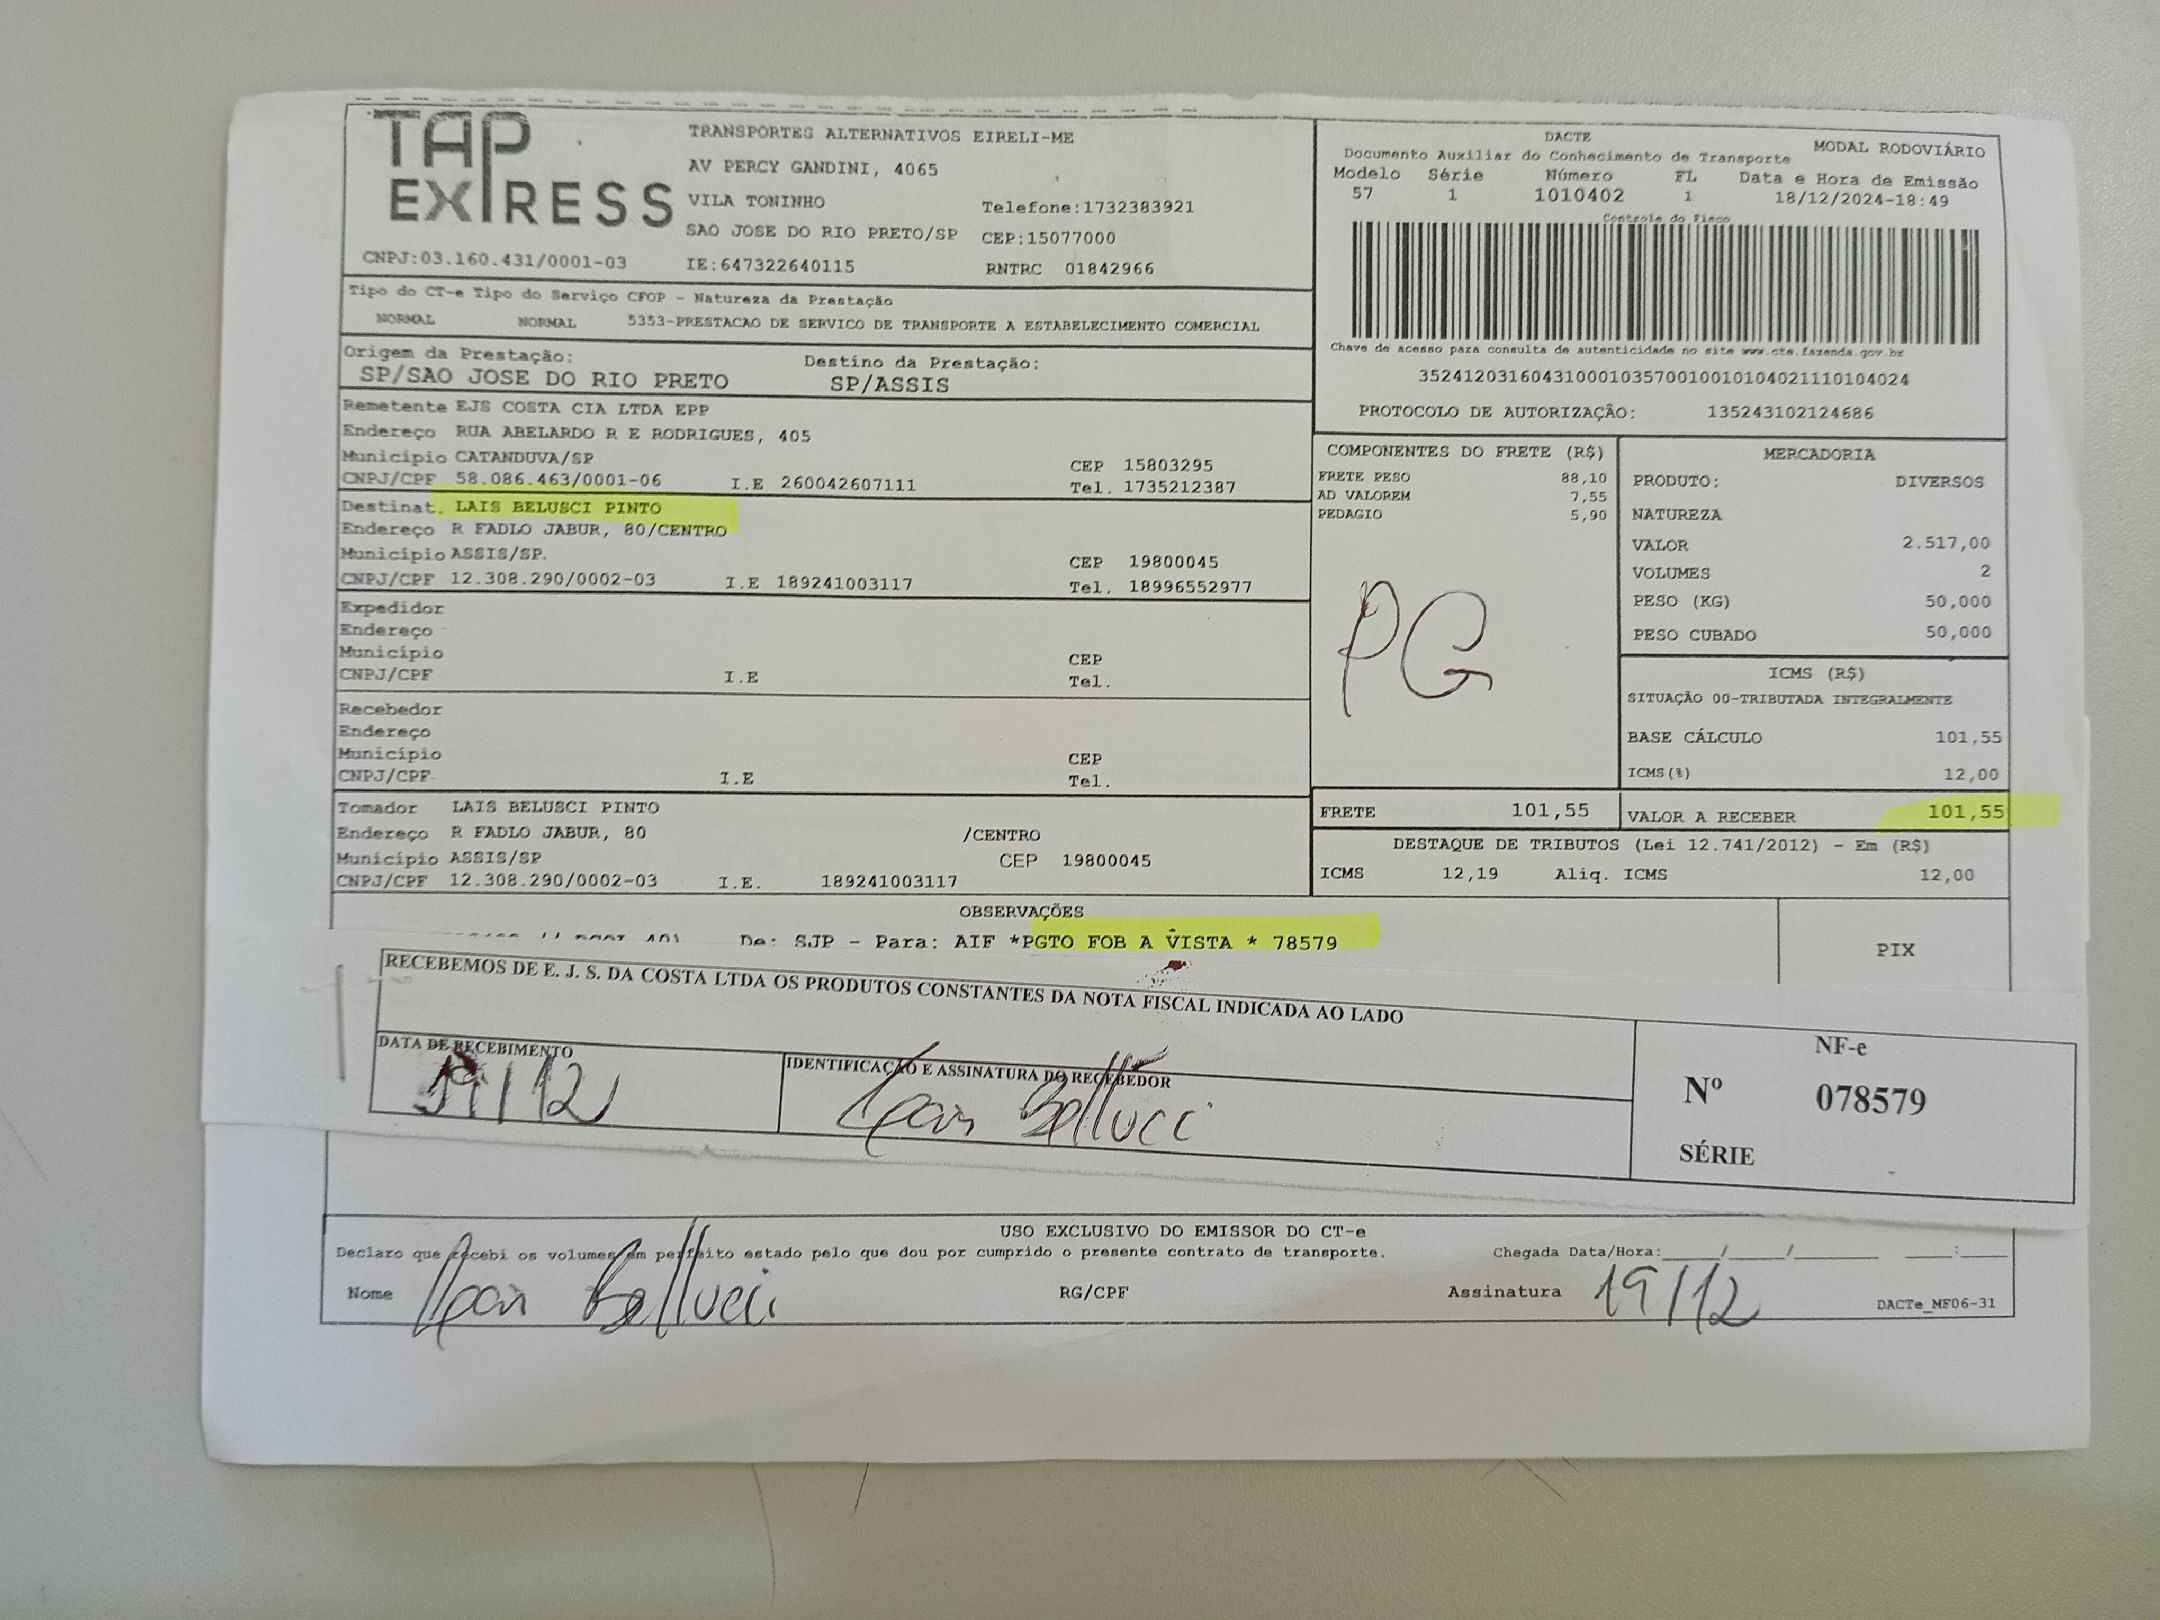 TAP
EXPRESS
TRANSPORTES ALTERNATIVOS EIRELI-ME
AV PERCY GANDINI, 4065
VILA TONINHO Telefone:1732383921
SAO JOSE DO RIO PRETO/SP CEP:15077000
CNPJ:03.160.431/0001-03 IE:647322640115 RNTRC 01842966
DACTE MODAL RODOVIÁRIO
Documento Auxiliar do Conhecimento de Transporte
Modelo Série Número FL Data e Hora de Emissão
57 1 1010402 1 18/12/2024-18:49
Controle do Fisco
Chave de acesso para consulta de autenticidade no site www.cte.fazenda.gov.br
35241203160431000103570010010104021110104024
PROTOCOLO DE AUTORIZAÇÃO: 135243102124686
Tipo do CT-e Tipo do Serviço CFOP - Natureza da Prestação
NORMAL NORMAL 5353-PRESTACAO DE SERVICO DE TRANSPORTE A ESTABELECIMENTO COMERCIAL
Origem da Prestação: Destino da Prestação:
SP/SAO JOSE DO RIO PRETO SP/ASSIS
Remetente EJS COSTA CIA LTDA EPP
Endereço RUA ABELARDO R E RODRIGUES, 405
Município CATANDUVA/SP CEP 15803295
CNPJ/CPF 58.086.463/0001-06 I.E 260042607111 Tel. 1735212387
Destinat. LAIS BELUSCI PINTO
Endereço R FADLO JABUR, 80/CENTRO
Município ASSIS/SP. CEP 19800045
CNPJ/CPF 12.308.290/0002-03 I.E 189241003117 Tel. 18996552977
Expedidor
Endereço
Município CEP
CNPJ/CPF I.E Tel.
Recebedor
Endereço
Município CEP
CNPJ/CPF I.E Tel.
Tomador LAIS BELUSCI PINTO
Endereço R FADLO JABUR, 80 /CENTRO
Município ASSIS/SP CEP 19800045
CNPJ/CPF 12.308.290/0002-03 I.E. 189241003117
COMPONENTES DO FRETE (R$)
FRETE PESO 88,10
AD VALOREM 7,55
PEDAGIO 5,90
PG
MERCADORIA
PRODUTO: DIVERSOS
NATUREZA
VALOR 2.517,00
VOLUMES 2
PESO (KG) 50,000
PESO CUBADO 50,000
ICMS (R$)
SITUAÇÃO 00-TRIBUTADA INTEGRALMENTE
BASE CÁLCULO 101,55
ICMS(%) 12,00
FRETE 101,55 VALOR A RECEBER 101,55
DESTAQUE DE TRIBUTOS (Lei 12.741/2012) - Em (R$)
ICMS 12,19 Aliq. ICMS 12,00
OBSERVAÇÕES
De: SJP - Para: AIF *PGTO FOB A VISTA * 78579
PIX
RECEBEMOS DE E. J. S. DA COSTA LTDA OS PRODUTOS CONSTANTES DA NOTA FISCAL INDICADA AO LADO
DATA DE RECEBIMENTO
19/12
IDENTIFICAÇÃO E ASSINATURA DO RECEBEDOR
Bellucci
NF-e
Nº 078579
SÉRIE
USO EXCLUSIVO DO EMISSOR DO CT-e
Declaro que recebi os volumes em perfeito estado pelo que dou por cumprido o presente contrato de transporte. Chegada Data/Hora:____/____/______ ___:___
Nome Bellucci RG/CPF Assinatura 19/12
DACTe_MF06-31